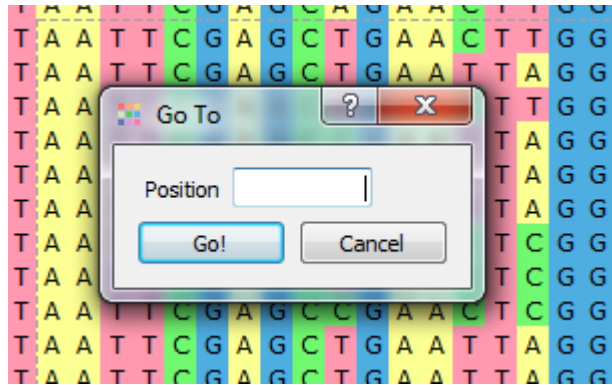 T A A T T C G A G C A G A A C T T G G
T A A T T C G A G C T G A A C T T G G
T A A T T C G A G C T G A A T T A G G
T A A T T G G
Go To
T A A T A G G
T A A T A G G
Position
T A A T A G G
Go! Cancel
T A A T C G G
T A A T C G G
T A A T T C G A G C C G A A C T C G G
T A A T T C G A G C T G A A T T A G G
T A A T T C G A G C T G A A T T A G G